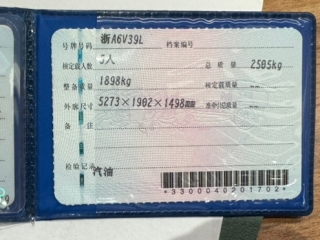 号牌号码 浙A6V39L 档案编号
核定载人数 5人 总质量 2505kg
整备质量 1898kg 核定载质量 --
外廓尺寸 5273×1902×1498mm 准牵引总质量 --
备注
检验记录 汽油
*3300040201702*